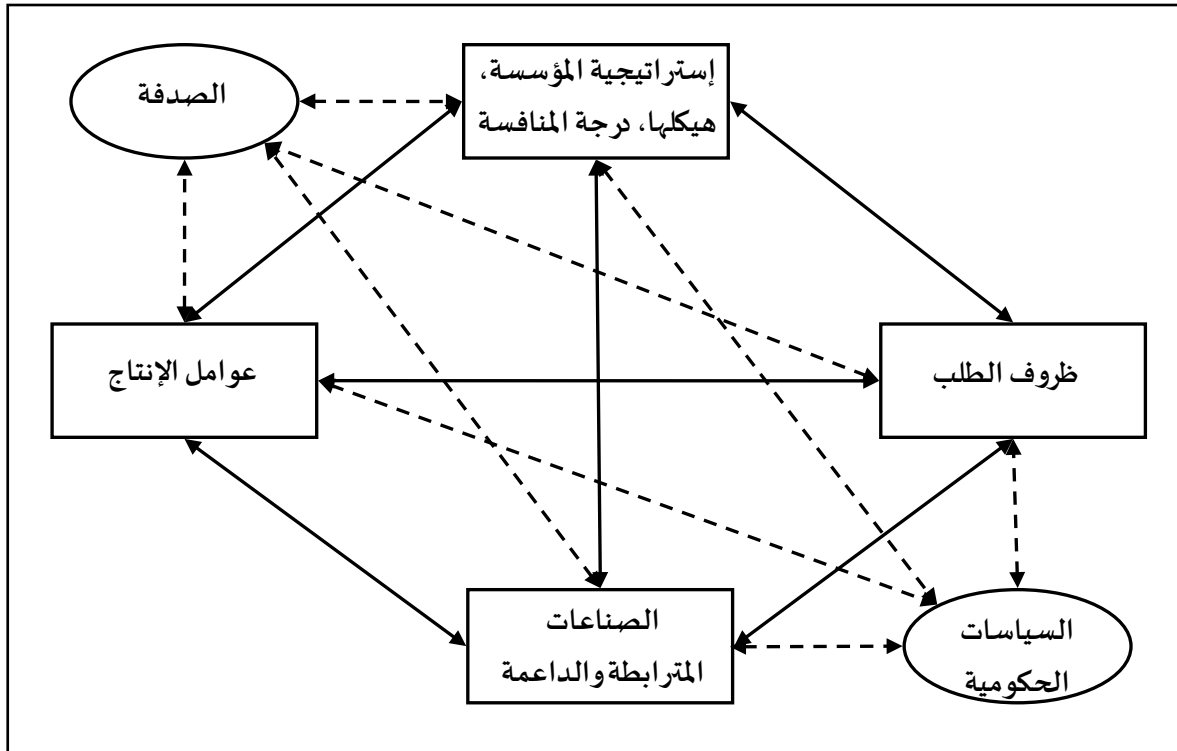 إستراتيجية المؤسسة،
هيكلها، درجة المنافسة
الصدفة
ظروف الطلب
عوامل الإنتاج
الصناعات
المترابطة والداعمة
السياسات
الحكومية